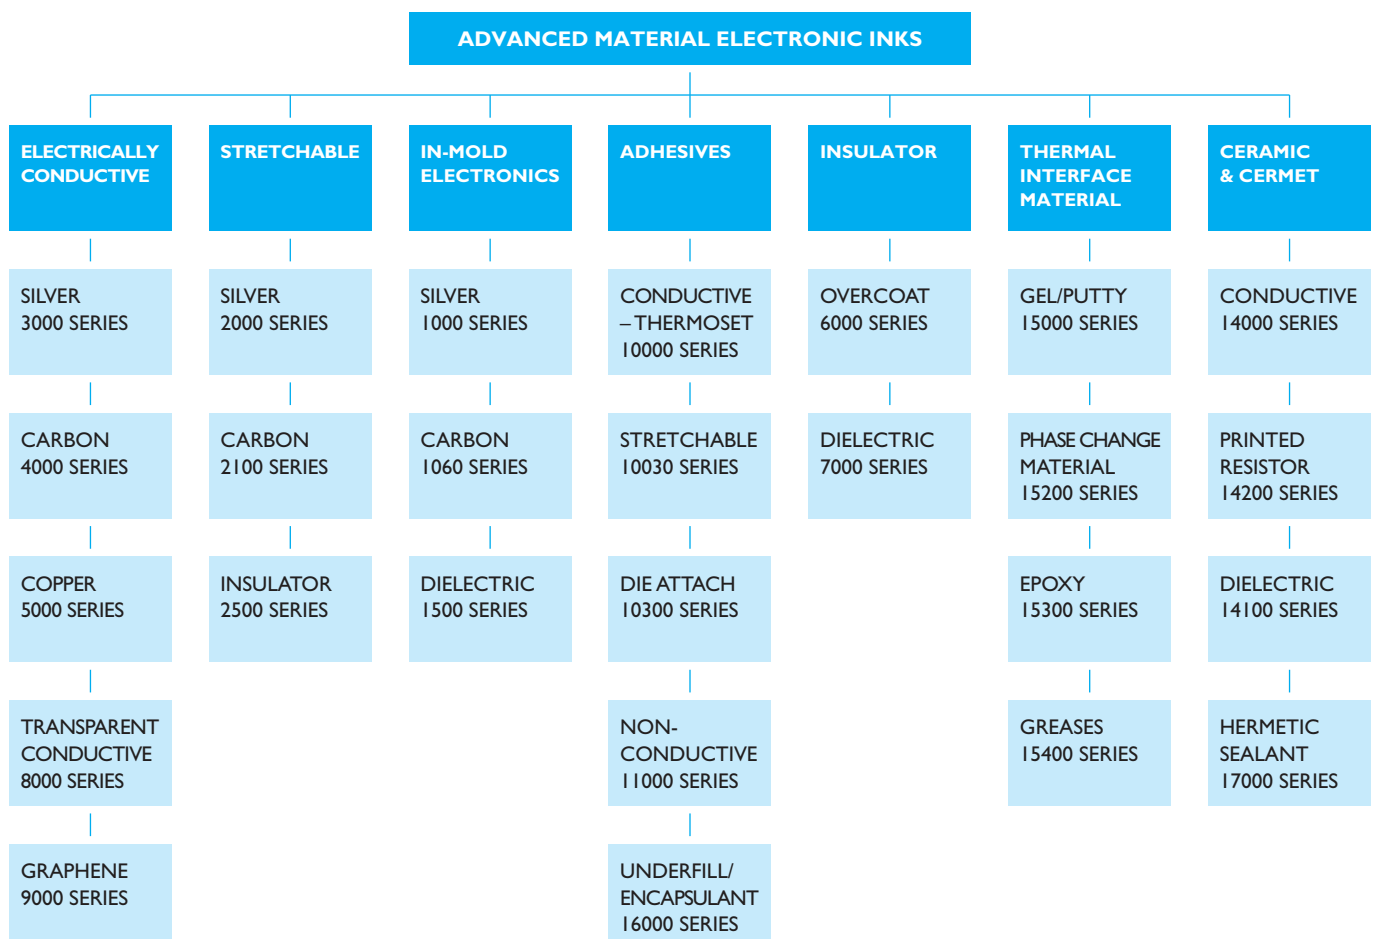 ADVANCED MATERIAL ELECTRONIC INKS
ELECTRICALLY
CONDUCTIVE
SILVER
3000 SERIES
CARBON
4000 SERIES
COPPER
5000 SERIES
TRANSPARENT
CONDUCTIVE
8000 SERIES
GRAPHENE
9000 SERIES
STRETCHABLE
SILVER
2000 SERIES
CARBON
2100 SERIES
INSULATOR
2500 SERIES
IN-MOLD
ELECTRONICS
SILVER
1000 SERIES
CARBON
1060 SERIES
DIELECTRIC
1500 SERIES
ADHESIVES
CONDUCTIVE
– THERMOSET
10000 SERIES
STRETCHABLE
10030 SERIES
DIE ATTACH
10300 SERIES
NON-
CONDUCTIVE
11000 SERIES
UNDERFILL/
ENCAPSULANT
16000 SERIES
INSULATOR
OVERCOAT
6000 SERIES
DIELECTRIC
7000 SERIES
THERMAL
INTERFACE
MATERIAL
GEL/PUTTY
15000 SERIES
PHASE CHANGE
MATERIAL
15200 SERIES
EPOXY
15300 SERIES
GREASES
15400 SERIES
CERAMIC
& CERMET
CONDUCTIVE
14000 SERIES
PRINTED
RESISTOR
14200 SERIES
DIELECTRIC
14100 SERIES
HERMETIC
SEALANT
17000 SERIES